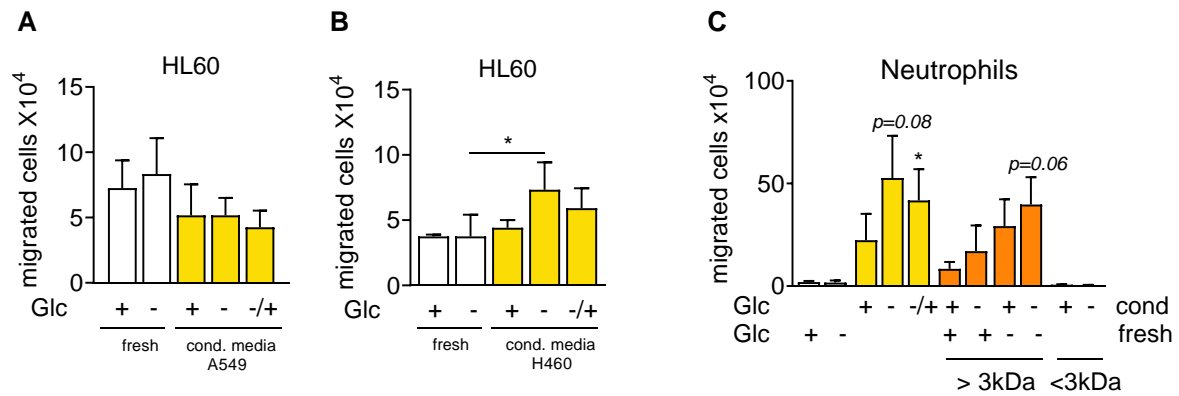 A
HL60
migrated cells X10⁴
15
10
5
0
Glc + - + - -/+
fresh cond. media
A549
B
HL60
migrated cells X10⁴
15
10
5
0
*
Glc + - + - -/+
fresh cond. media
H460
C
Neutrophils
migrated cells x10⁴
100
50
0
p=0.08
*
p=0.06
Glc + - -/+ + - + - + - cond
Glc + - + + - - fresh
> 3kDa <3kDa